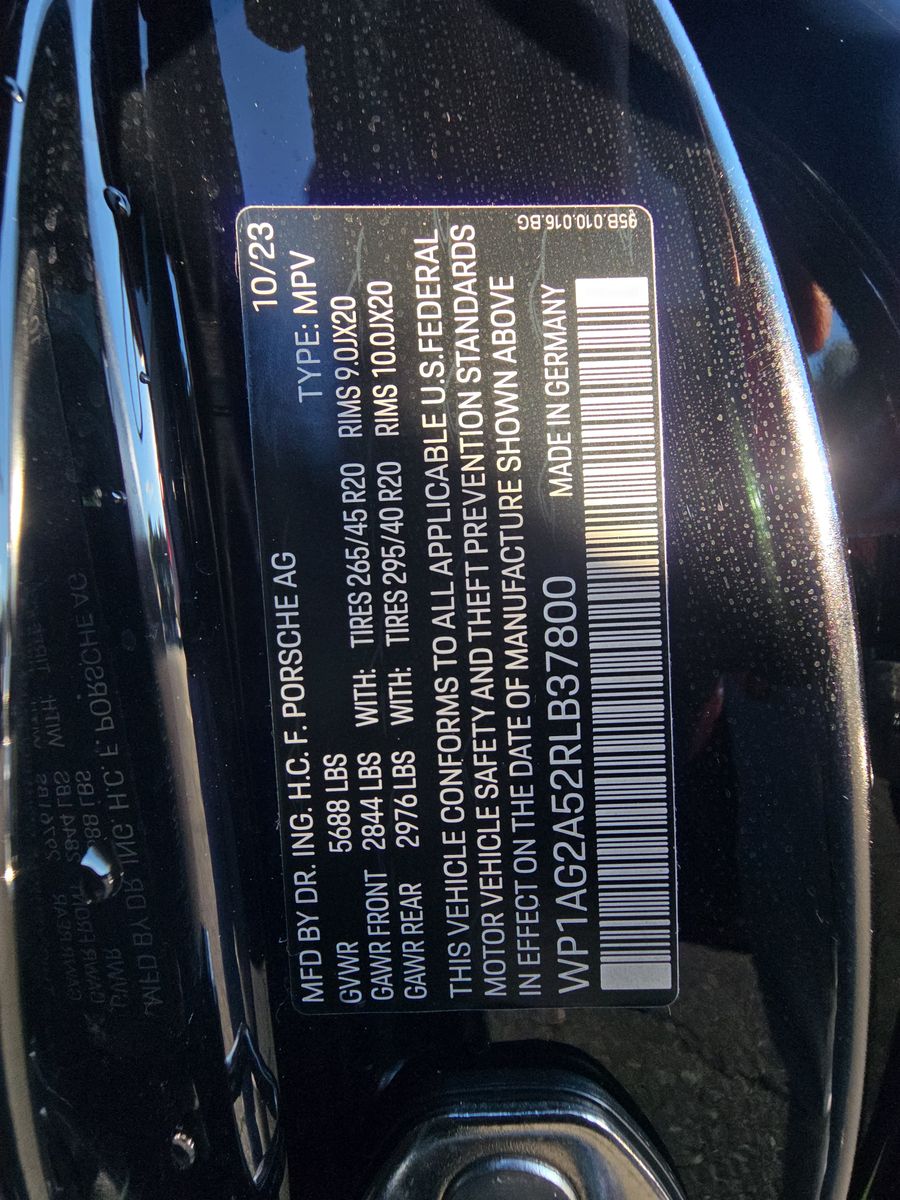 MFD BY DR. ING. H.C. F. PORSCHE AG 10/23
GVWR 5688 LBS TYPE: MPV
GAWR FRONT 2844 LBS WITH: TIRES 265/45 R20 RIMS 9.0JX20
GAWR REAR 2976 LBS WITH: TIRES 295/40 R20 RIMS 10.0JX20
THIS VEHICLE CONFORMS TO ALL APPLICABLE U.S.FEDERAL
MOTOR VEHICLE SAFETY AND THEFT PREVENTION STANDARDS
IN EFFECT ON THE DATE OF MANUFACTURE SHOWN ABOVE
WP1AG2A52RLB37800 MADE IN GERMANY
95B.010.016.BG